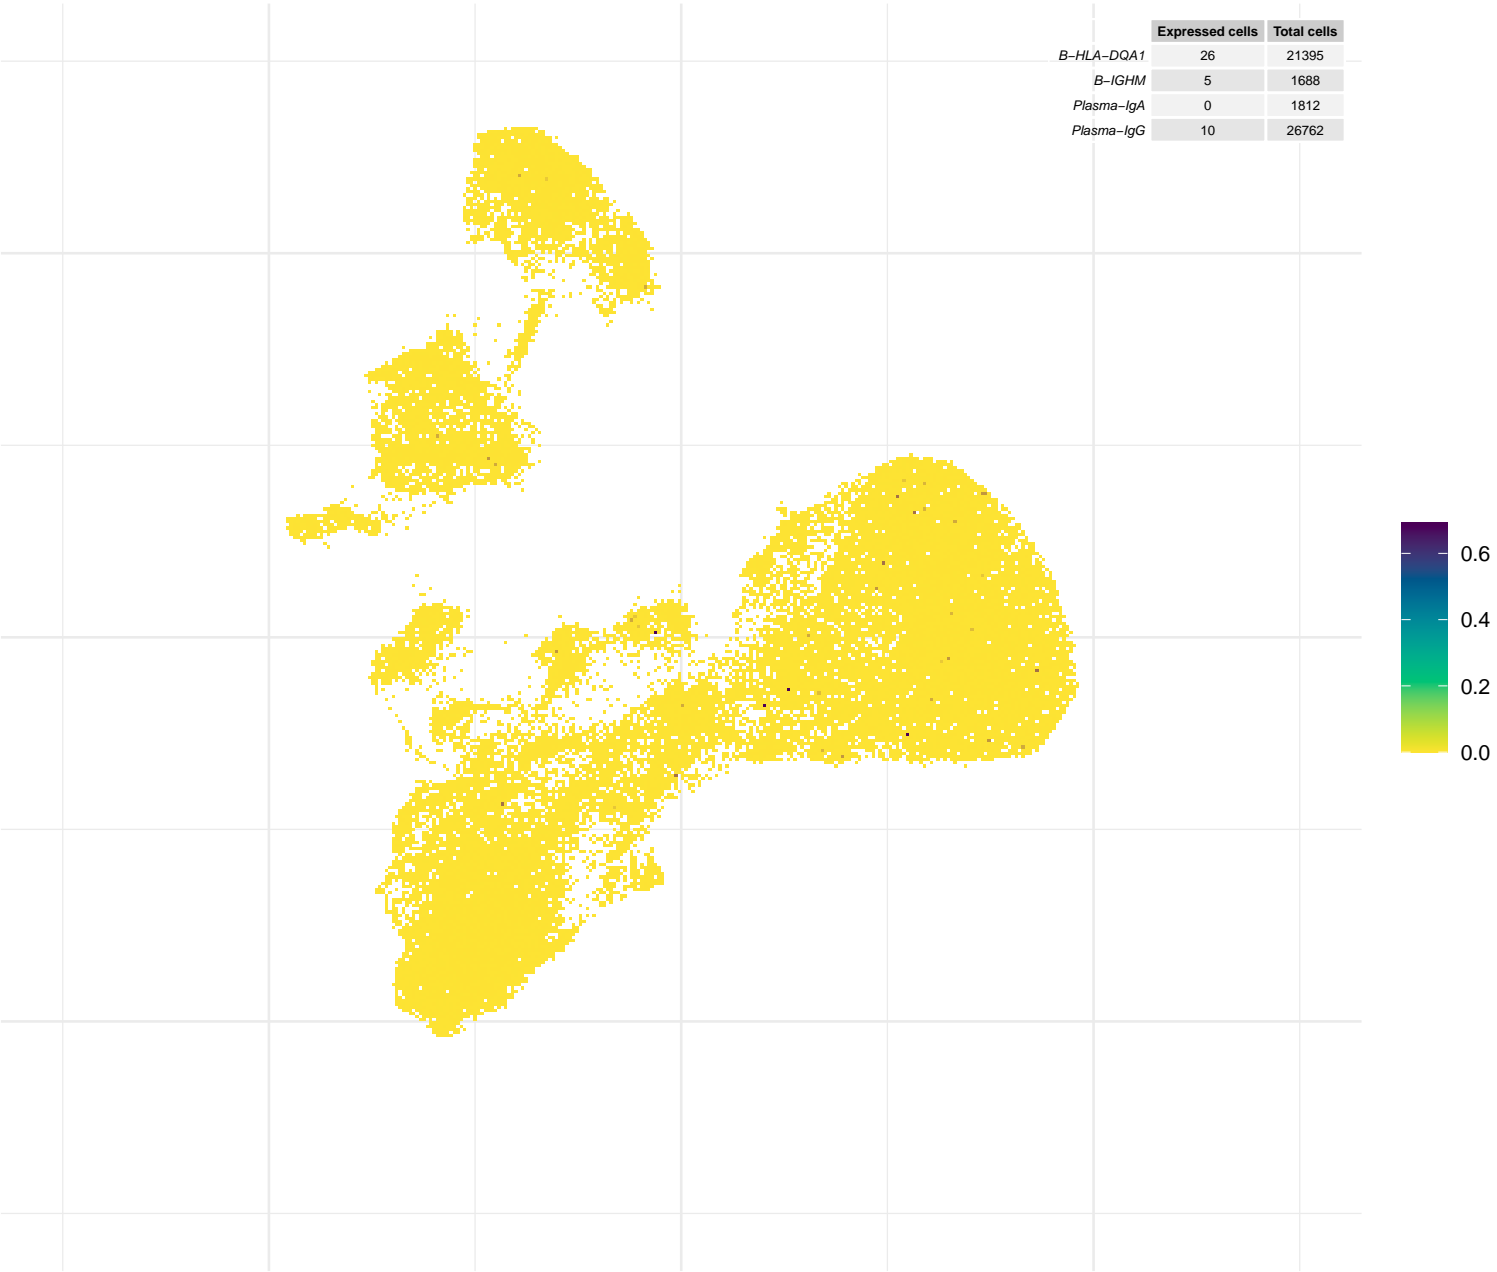 Expressed cells Total cells
B−HLA−DQA1 26 21395
B−IGHM 5 1688
Plasma−IgA 0 1812
Plasma−IgG 10 26762
0.6
0.4
0.2
0.0